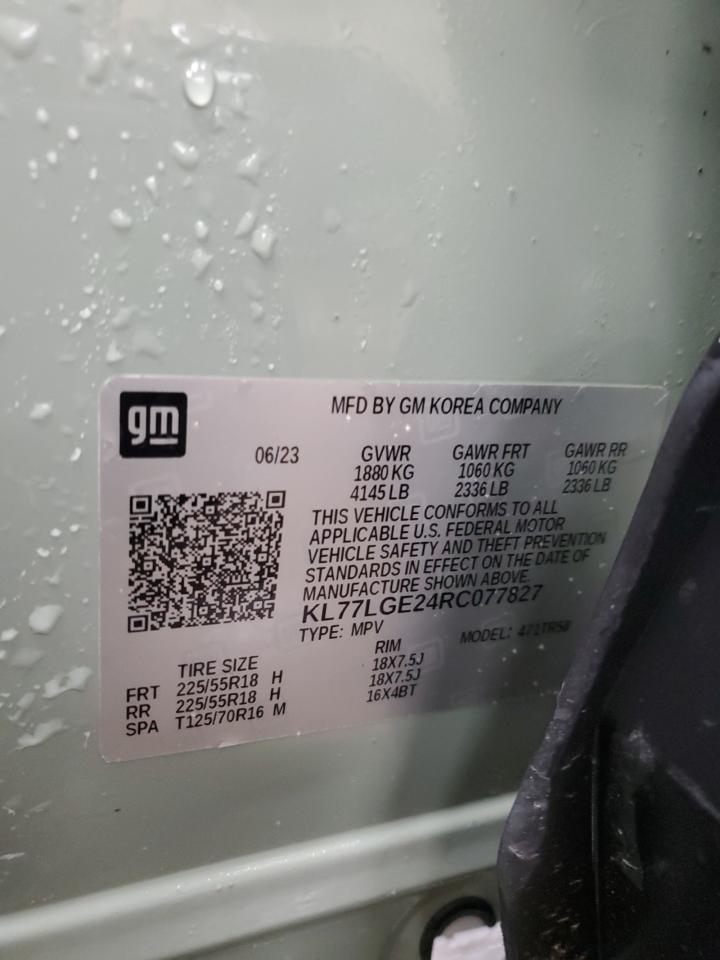 gm
MFD BY GM KOREA COMPANY
06/23 GVWR GAWR FRT GAWR RR
1880 KG 1060 KG 1060 KG
4145 LB 2336 LB 2336 LB
THIS VEHICLE CONFORMS TO ALL
APPLICABLE U.S. FEDERAL MOTOR
VEHICLE SAFETY AND THEFT PREVENTION
STANDARDS IN EFFECT ON THE DATE OF
MANUFACTURE SHOWN ABOVE.
KL77LGE24RC077827
TYPE: MPV MODEL: 4T1TR58
TIRE SIZE RIM
FRT 225/55R18 H 18X7.5J
RR 225/55R18 H 18X7.5J
SPA T125/70R16 M 16X4BT